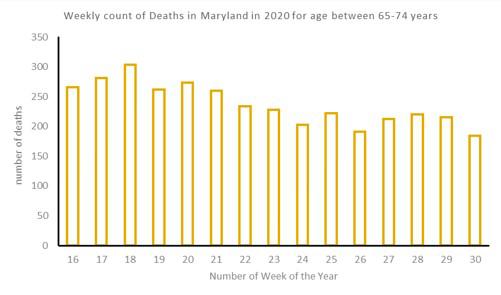 Weekly count of Deaths in Maryland in 2020 for age between 65-74 years
350
300
250
200
150
100
50
0
number of deaths
16 17 18 19 20 21 22 23 24 25 26 27 28 29 30
Number of Week of the Year